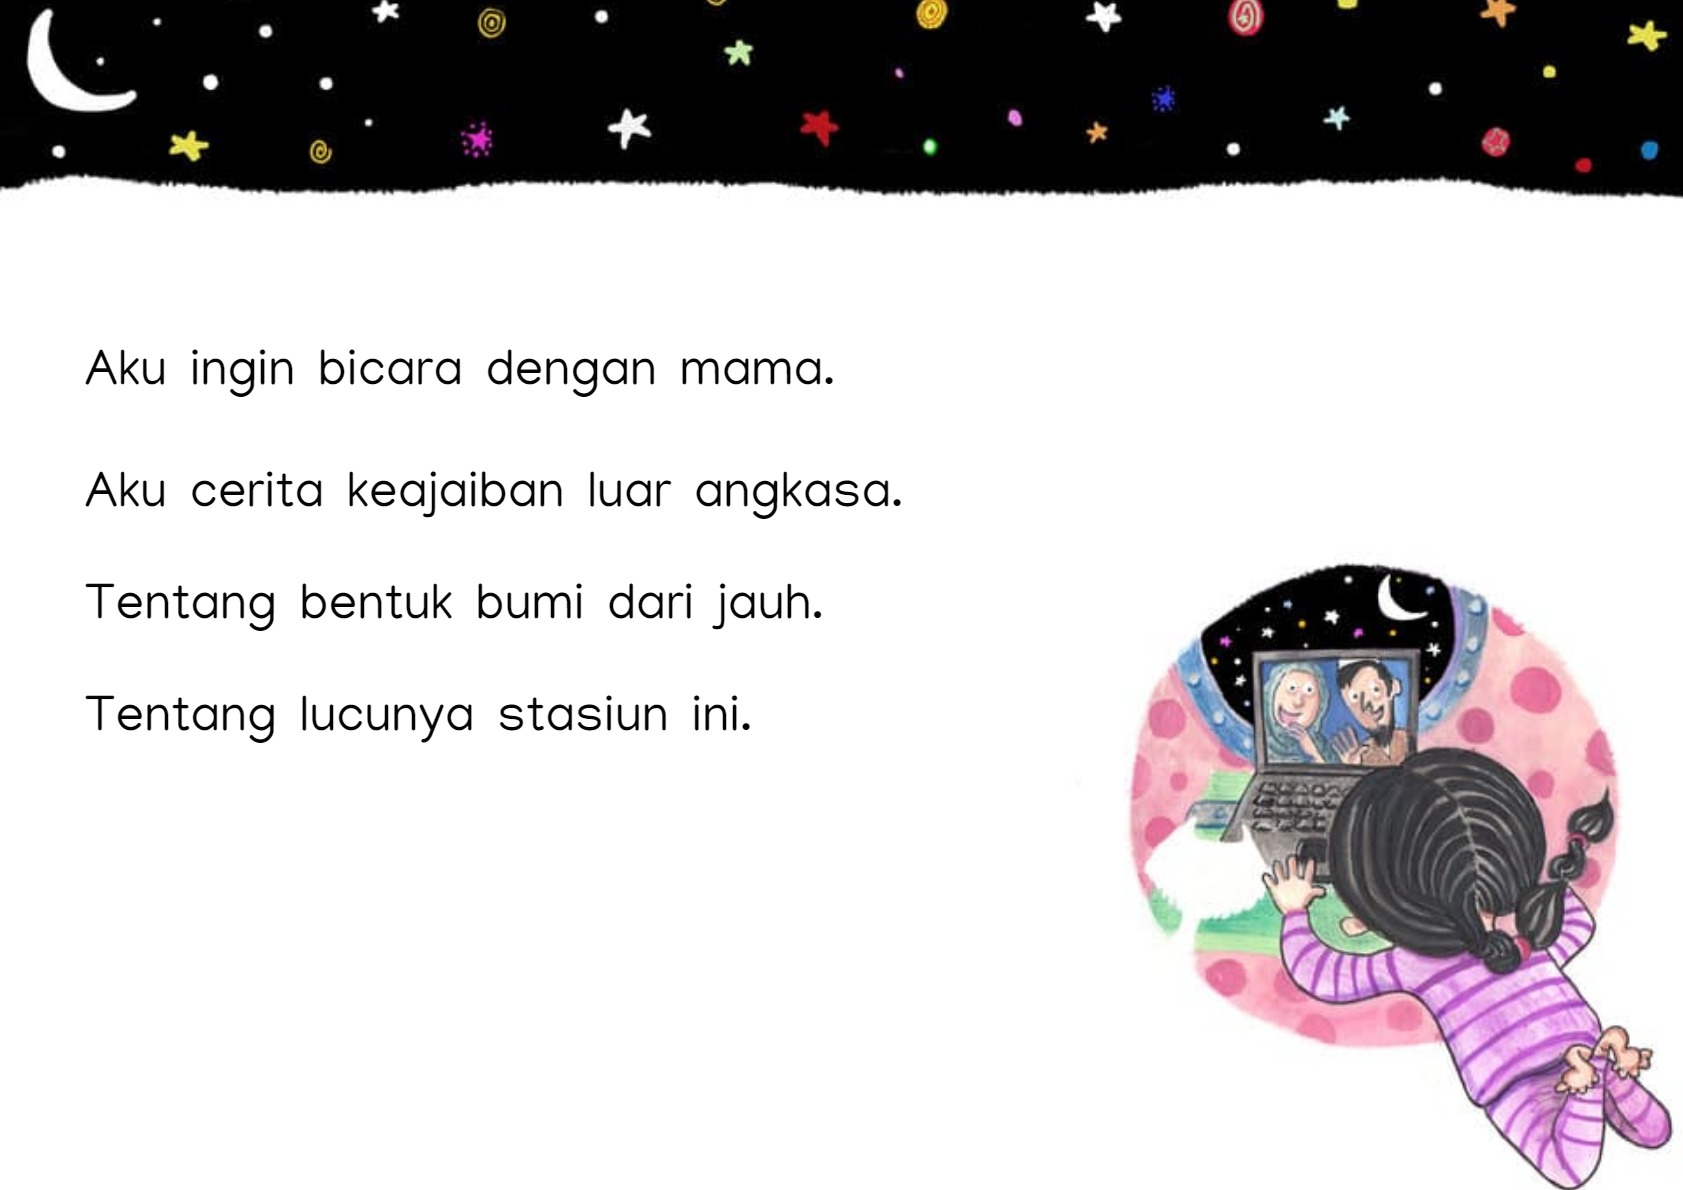 Aku ingin bicara dengan mama.
Aku cerita keajaiban luar angkasa.
Tentang bentuk bumi dari jauh.
Tentang lucunya stasiun ini.